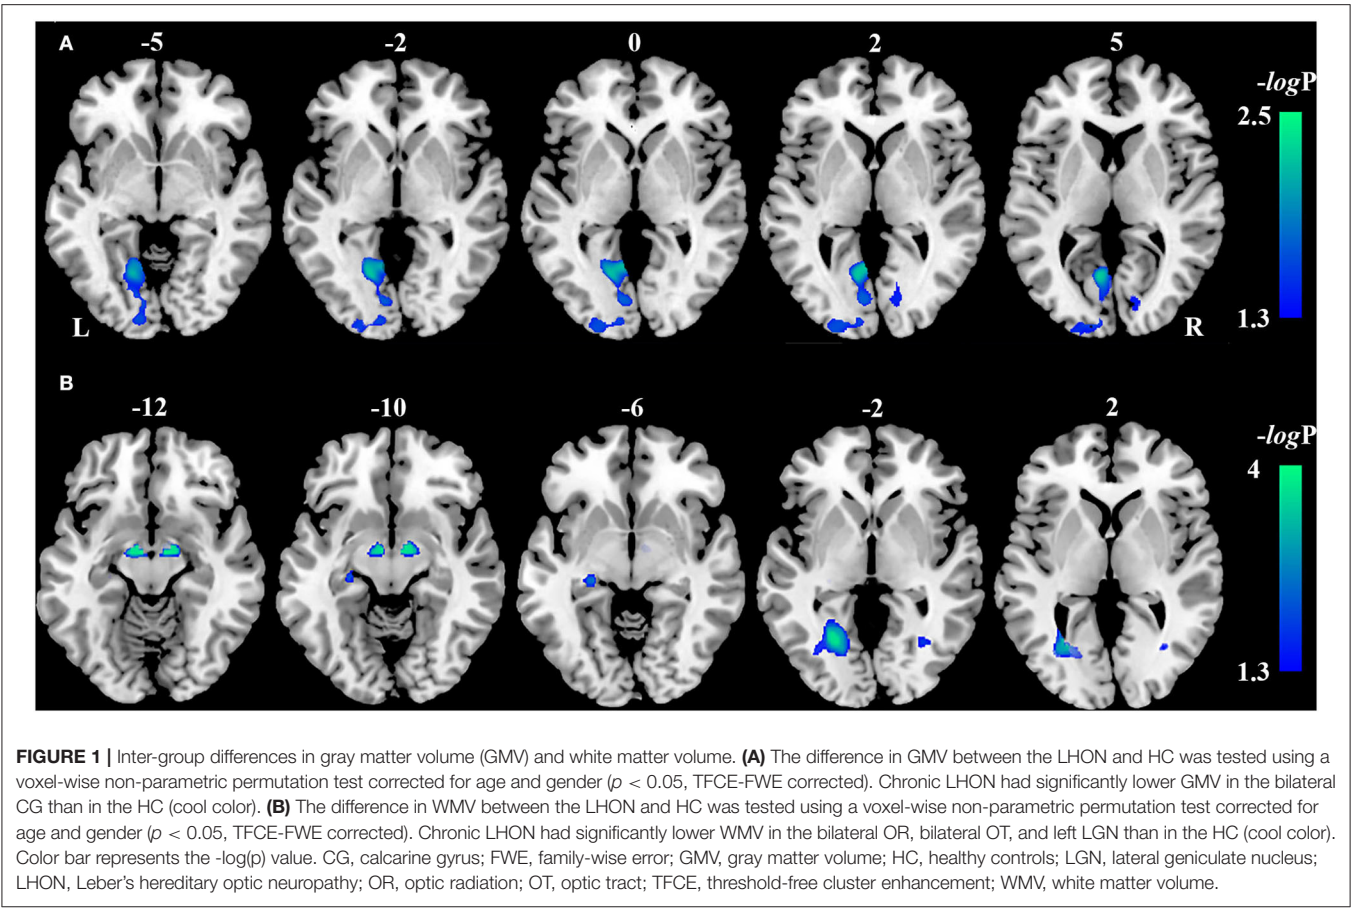 A
-5
-2
0
2
5
-logP
2.5
1.3
L
R
B
-12
-10
-6
-2
2
-logP
4
1.3
FIGURE 1 | Inter-group differences in gray matter volume (GMV) and white matter volume. (A) The difference in GMV between the LHON and HC was tested using a
voxel-wise non-parametric permutation test corrected for age and gender (p < 0.05, TFCE-FWE corrected). Chronic LHON had significantly lower GMV in the bilateral
CG than in the HC (cool color). (B) The difference in WMV between the LHON and HC was tested using a voxel-wise non-parametric permutation test corrected for
age and gender (p < 0.05, TFCE-FWE corrected). Chronic LHON had significantly lower WMV in the bilateral OR, bilateral OT, and left LGN than in the HC (cool color).
Color bar represents the -log(p) value. CG, calcarine gyrus; FWE, family-wise error; GMV, gray matter volume; HC, healthy controls; LGN, lateral geniculate nucleus;
LHON, Leber's hereditary optic neuropathy; OR, optic radiation; OT, optic tract; TFCE, threshold-free cluster enhancement; WMV, white matter volume.